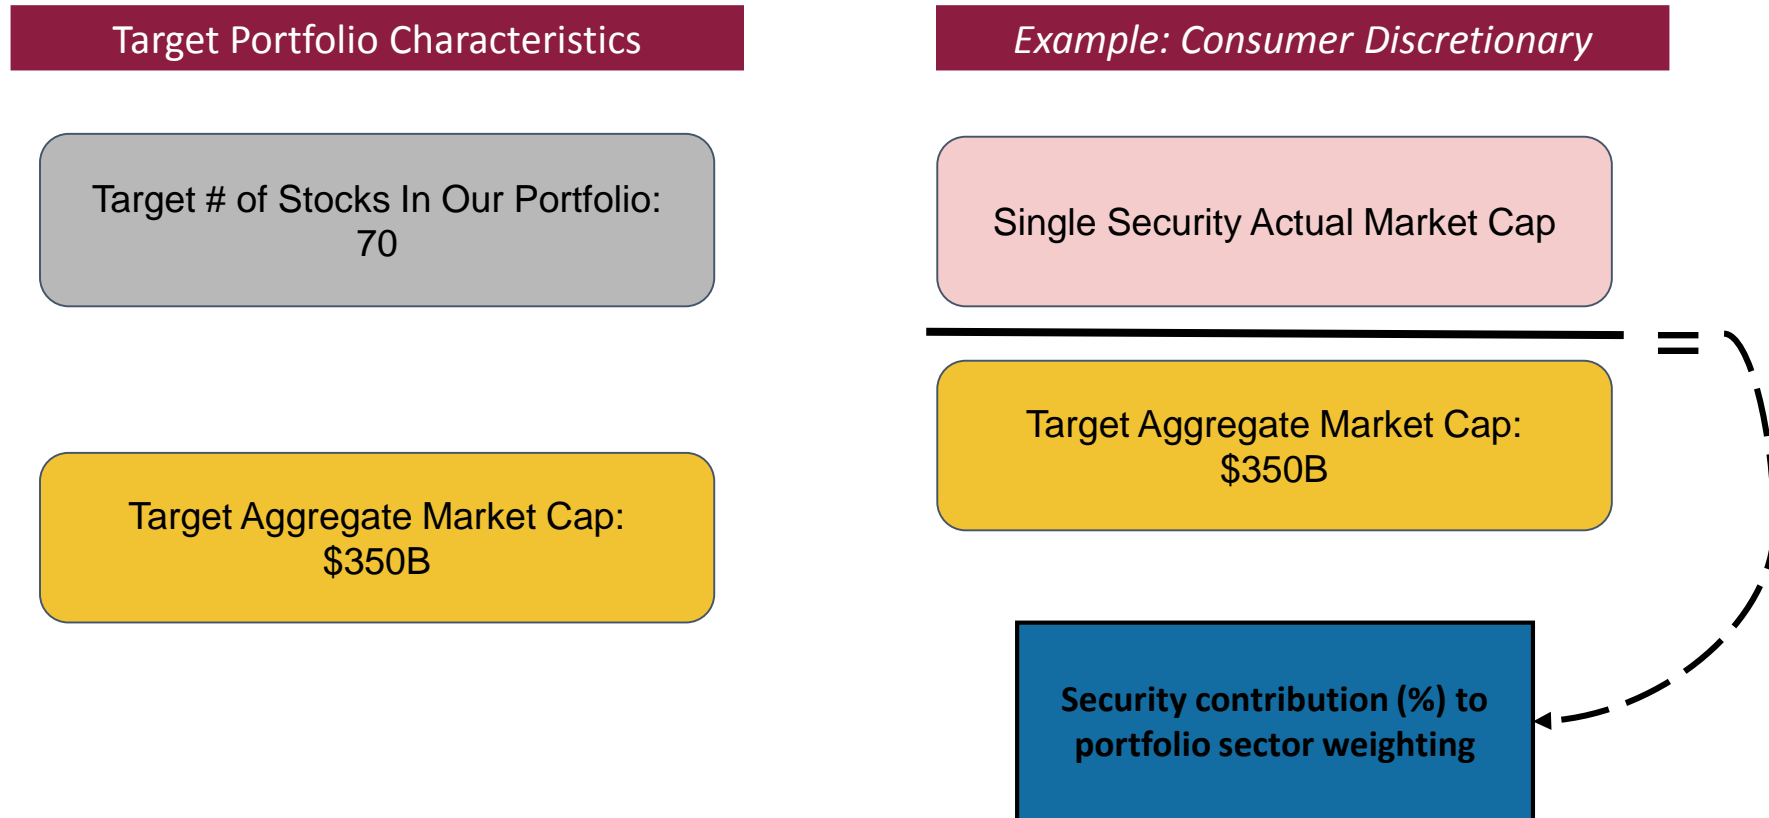 Target Portfolio Characteristics
Target # of Stocks In Our Portfolio:
70
Target Aggregate Market Cap:
$350B
Example: Consumer Discretionary
Single Security Actual Market Cap
=
Target Aggregate Market Cap:
$350B
Security contribution (%) to
portfolio sector weighting